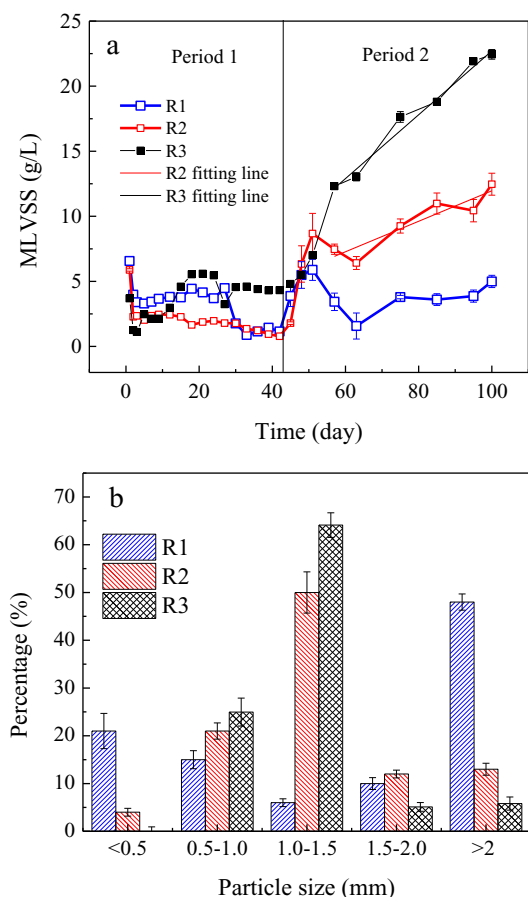 a
Period 1
Period 2
R1
R2
R3
R2 fitting line
R3 fitting line
25
20
15
10
5
0
MLVSS (g/L)
0
20
40
60
80
100
Time (day)
b
R1
R2
R3
70
60
50
40
30
20
10
0
Percentage (%)
<0.5
0.5-1.0
1.0-1.5
1.5-2.0
>2
Particle size (mm)